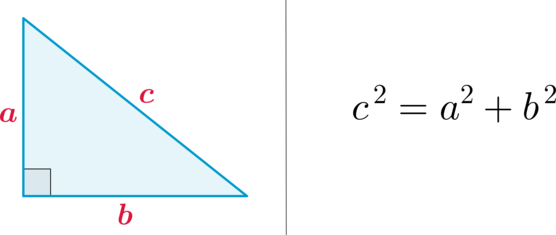 a
c
b
c² = a² + b²